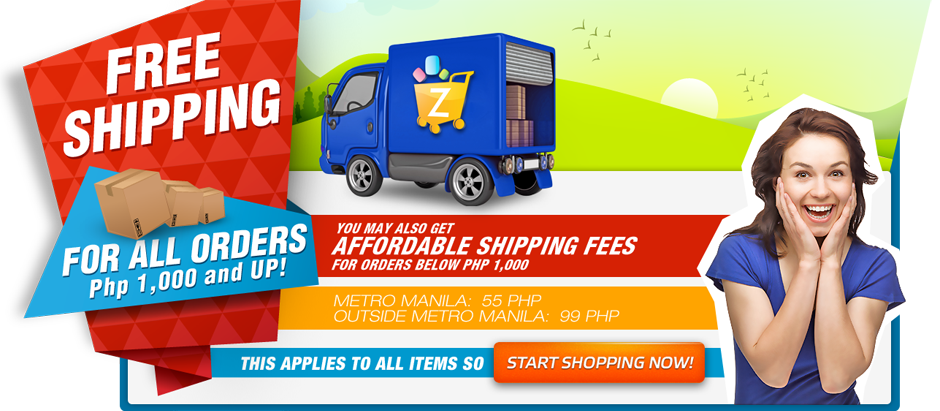 FREE
SHIPPING
FOR ALL ORDERS
Php 1,000 and UP!
Z
YOU MAY ALSO GET
AFFORDABLE SHIPPING FEES
FOR ORDERS BELOW PHP 1,000
METRO MANILA: 55 PHP
OUTSIDE METRO MANILA: 99 PHP
THIS APPLIES TO ALL ITEMS SO
START SHOPPING NOW!